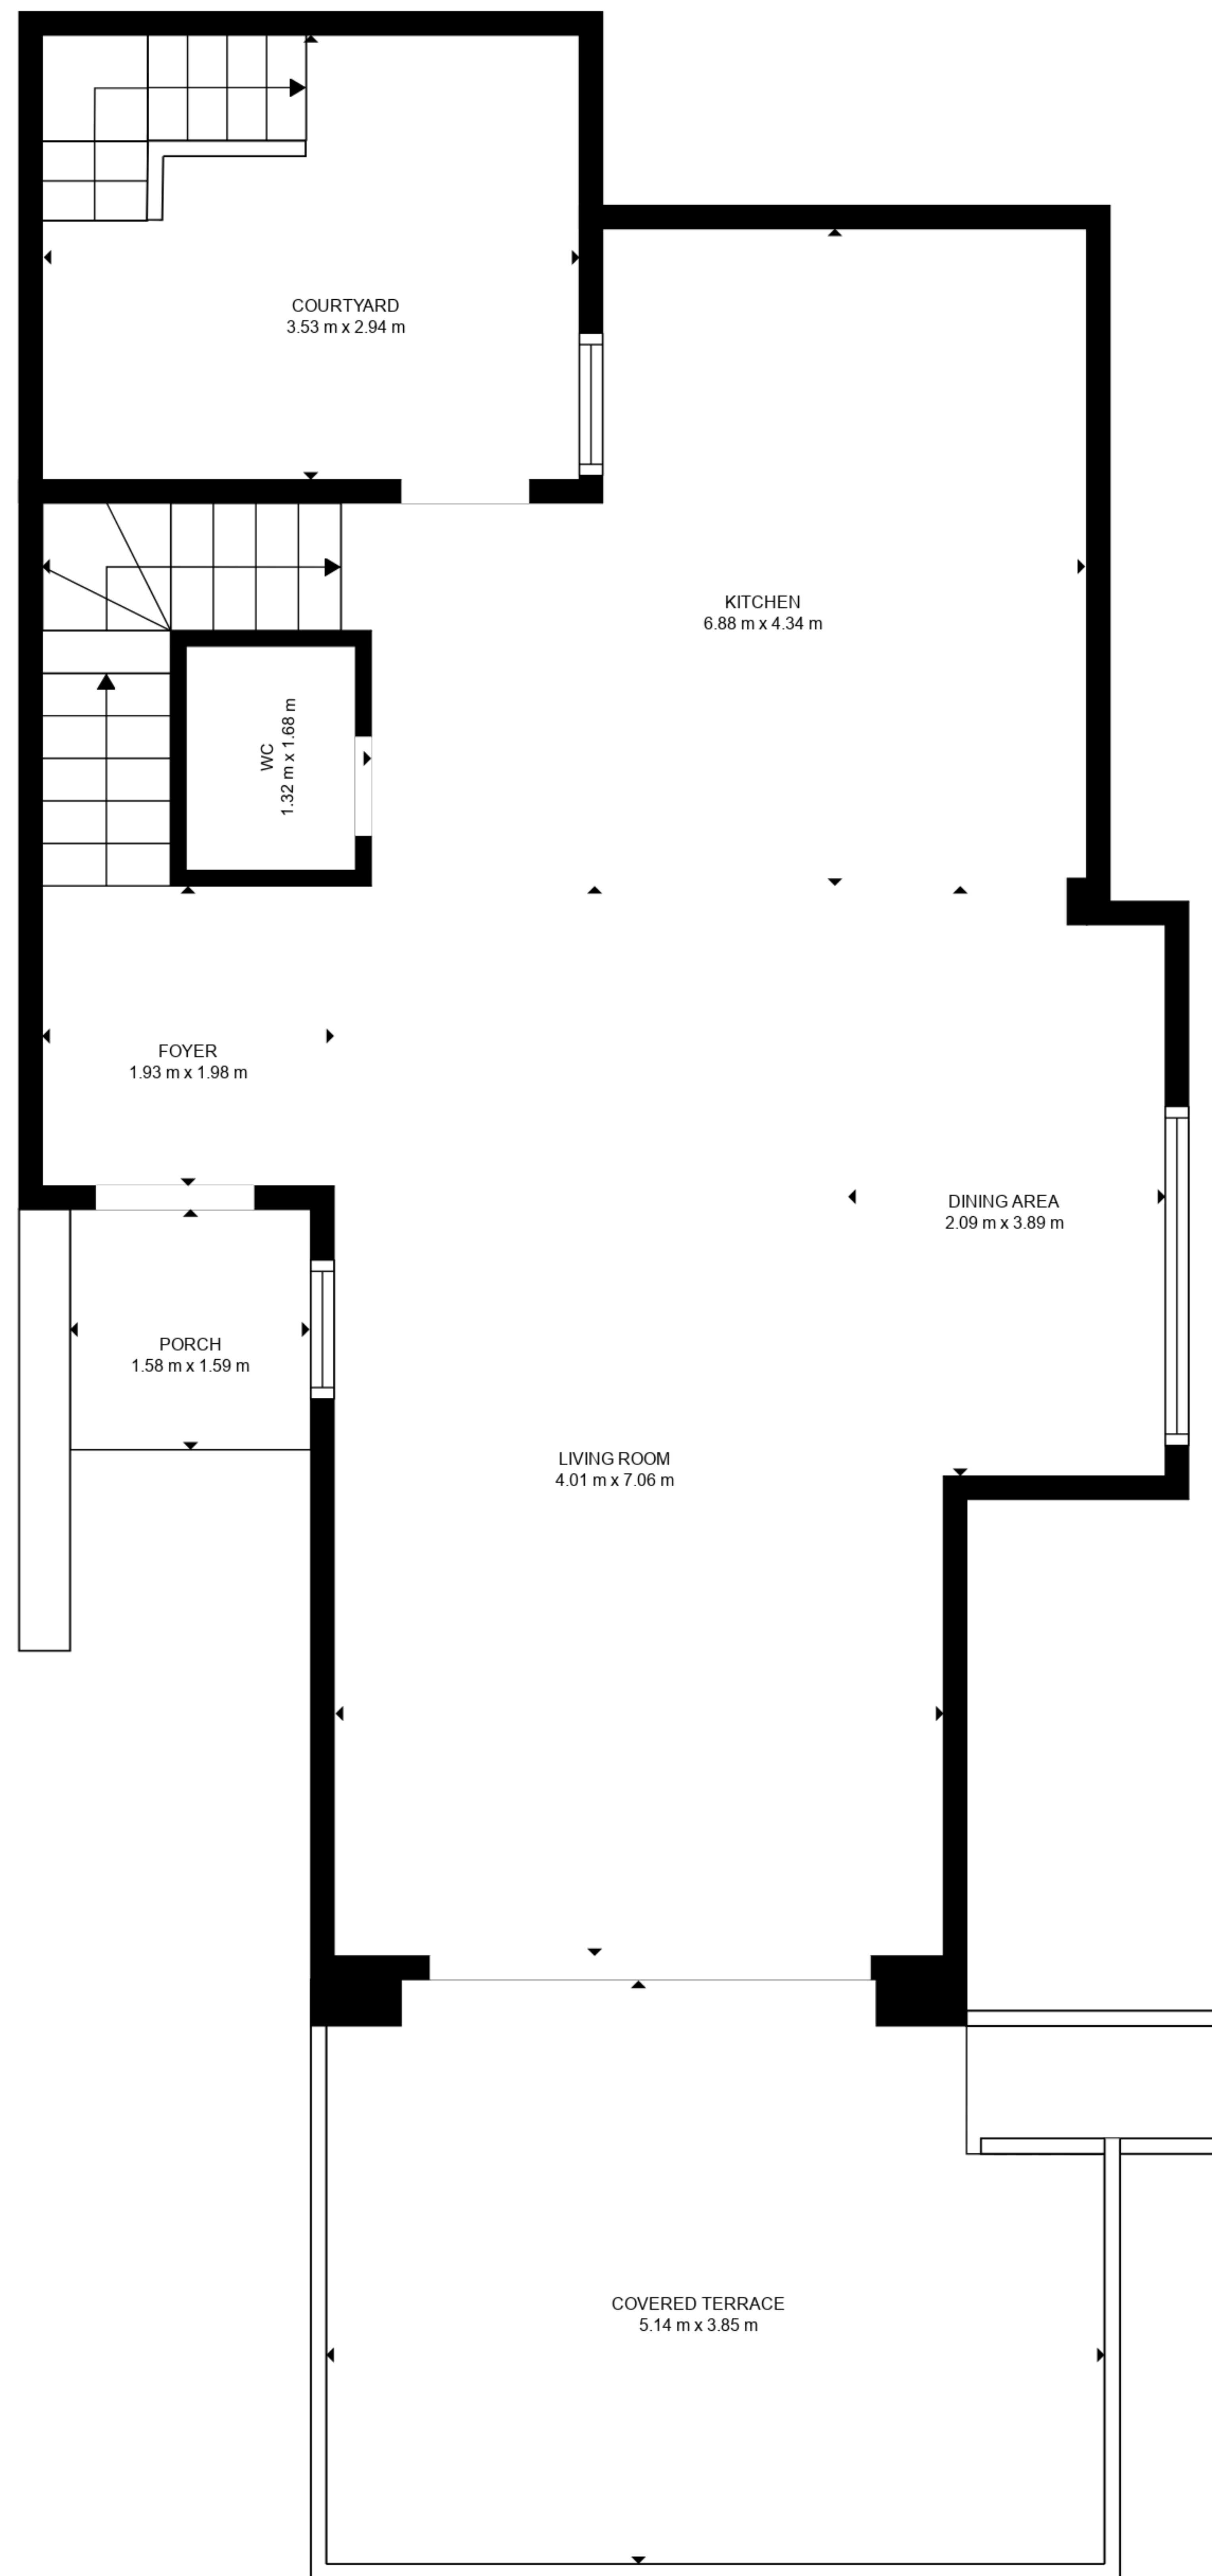 COURTYARD
3.53 m x 2.94 m
KITCHEN
6.88 m x 4.34 m
WC
1.32 m x 1.68 m
FOYER
1.93 m x 1.98 m
DINING AREA
2.09 m x 3.89 m
PORCH
1.58 m x 1.59 m
LIVING ROOM
4.01 m x 7.06 m
COVERED TERRACE
5.14 m x 3.85 m